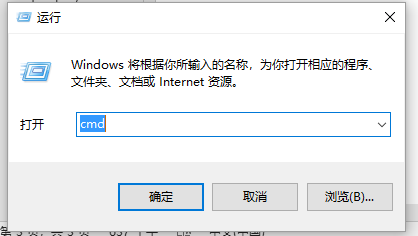 运行
Windows 将根据你所输入的名称，为你打开相应的程序、
文件夹、文档或 Internet 资源。
打开
cmd
确定
取消
浏览(B)...